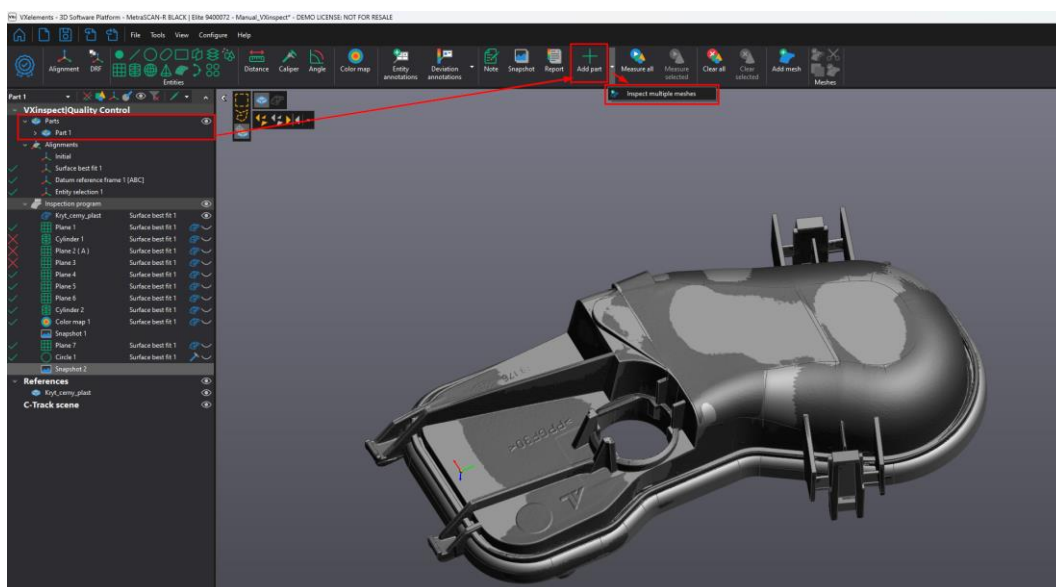 VXelements - 3D Software Platform - MetraSCAN-R BLACK | Elite 9400072 - Manual_VXinspect* - DEMO LICENSE: NOT FOR RESALE
File Tools View Configure Help
Alignment DRF Entities Distance Caliper Angle Color map Entity annotations Deviation annotations Note Snapshot Report Add part Measure all Measure selected Clear all Clear selected Add mesh Meshes
Inspect multiple meshes
Part 1
VXinspect|Quality Control
Parts
Part 1
Alignments
Initial
Surface best fit 1
Datum reference frame 1 [ABC]
Entity selection 1
Inspection program
Kryt_cerny_plast Surface best fit 1
Plane 1 Surface best fit 1
Cylinder 1 Surface best fit 1
Plane 2 ( A ) Surface best fit 1
Plane 3 Surface best fit 1
Plane 4 Surface best fit 1
Plane 5 Surface best fit 1
Plane 6 Surface best fit 1
Cylinder 2 Surface best fit 1
Color map 1 Surface best fit 1
Snapshot 1
Plane 7 Surface best fit 1
Circle 1 Surface best fit 1
Snapshot 2
References
Kryt_cerny_plast
C-Track scene